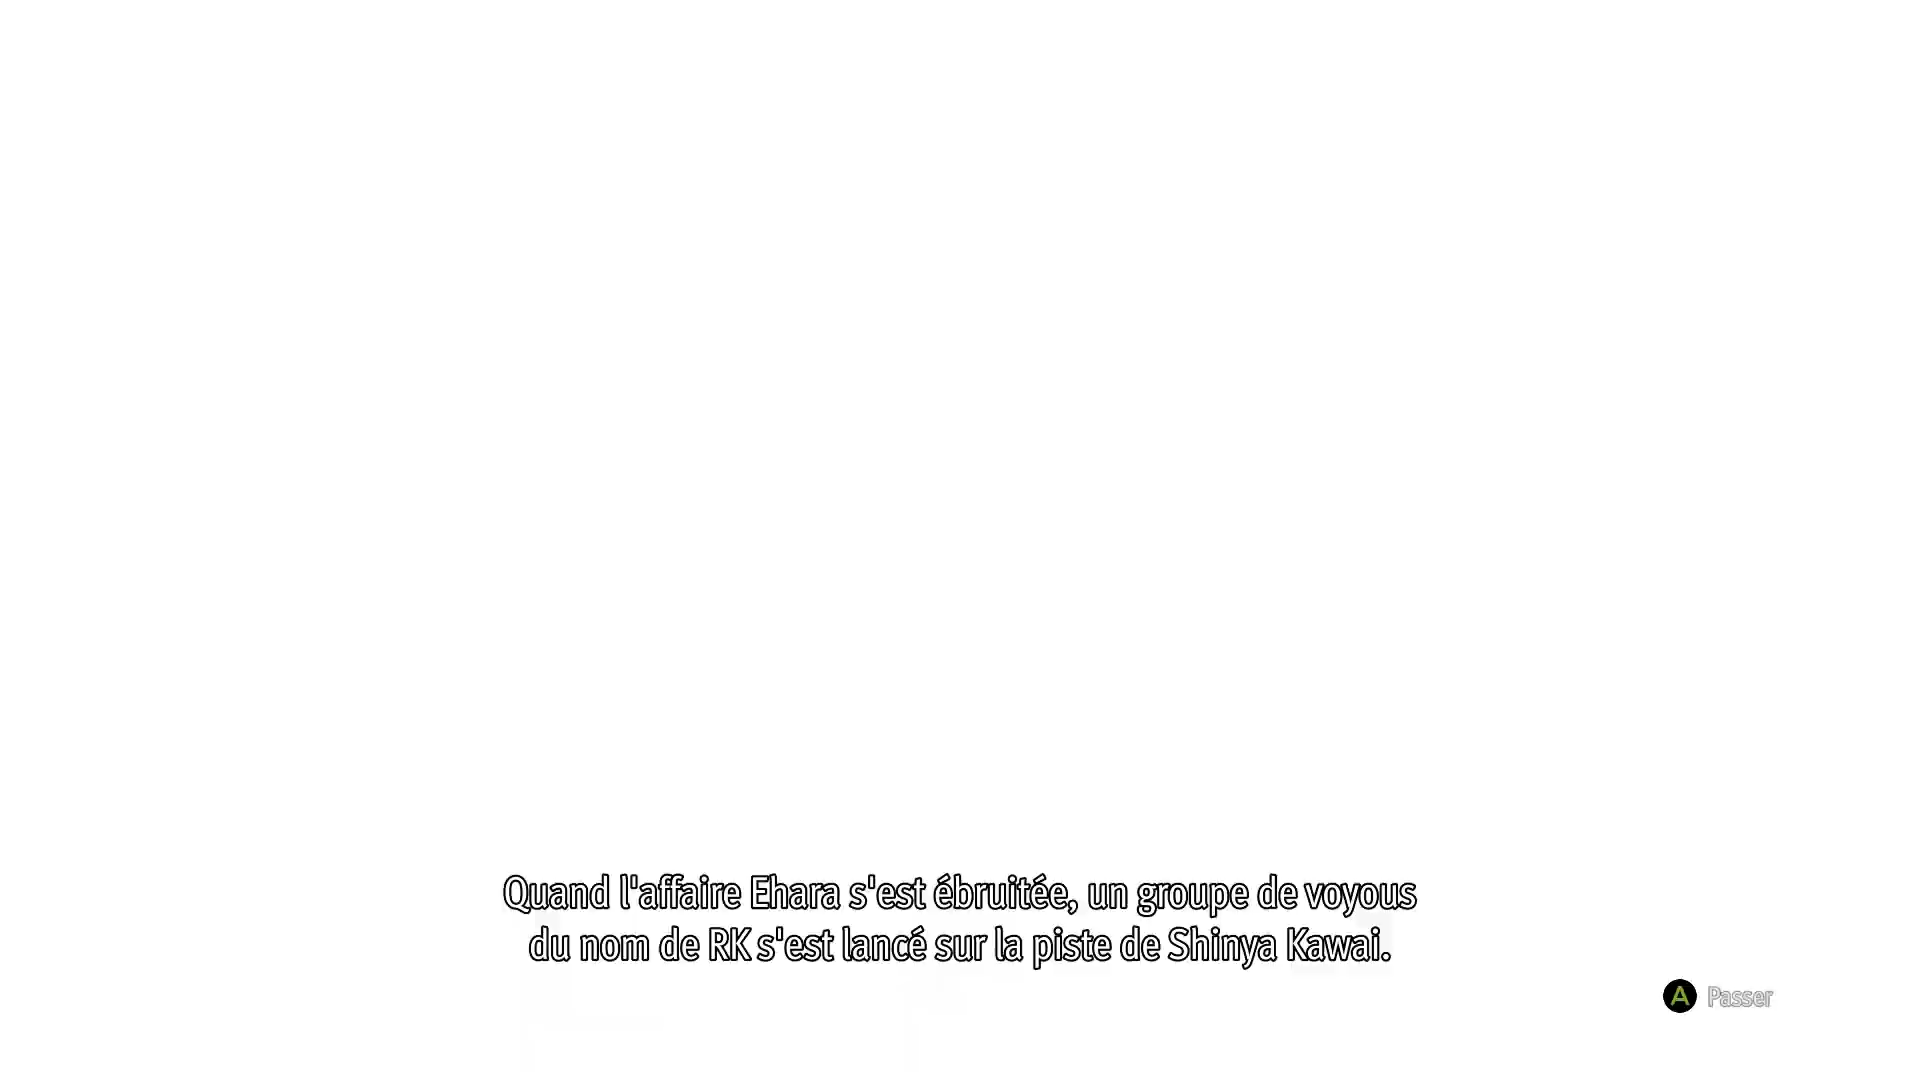 Quand l'affaire Ehara s'est ébruitée, un groupe de voyous
du nom de RK s'est lancé sur la piste de Shinya Kawai.
A Passer